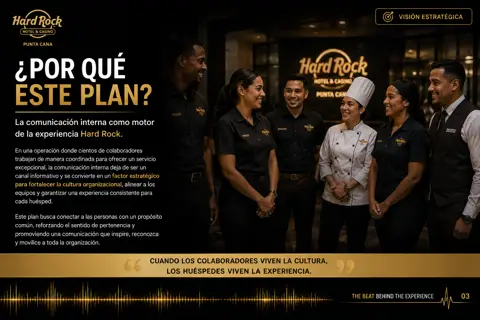 Hard Rock
HOTEL & CASINO
PUNTA CANA
VISIÓN ESTRATÉGICA
¿POR QUÉ
ESTE PLAN?
La comunicación interna como motor
de la experiencia Hard Rock.
En una operación donde cientos de colaboradores
trabajan de manera coordinada para ofrecer un servicio
excepcional, la comunicación interna deja de ser un
canal informativo y se convierte en un factor estratégico
para fortalecer la cultura organizacional, alinear a los
equipos y garantizar una experiencia consistente para
cada huésped.
Este plan busca conectar a las personas con un propósito
común, reforzando el sentido de pertenencia y
promoviendo una comunicación que inspire, reconozca
y movilice a toda la organización.
Hard Rock
HOTEL & CASINO
PUNTA CANA
“ CUANDO LOS COLABORADORES VIVEN LA CULTURA, ”
LOS HUÉSPEDES VIVEN LA EXPERIENCIA.
THE BEAT BEHIND THE EXPERIENCE
03